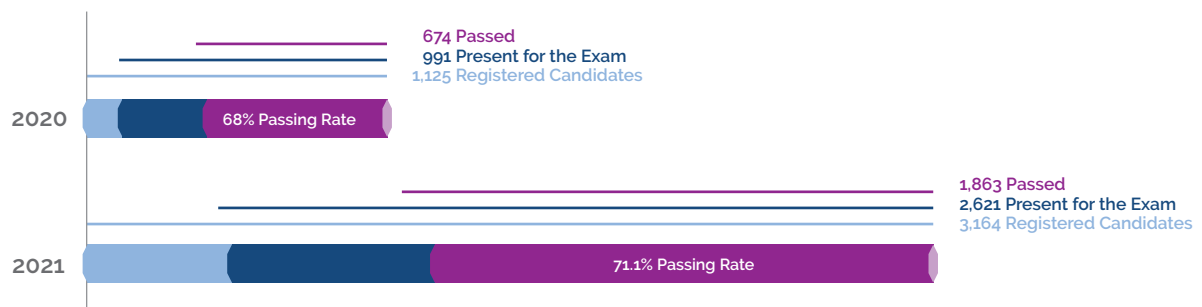 674 Passed
991 Present for the Exam
1,125 Registered Candidates
2020
68% Passing Rate
1,863 Passed
2,621 Present for the Exam
3,164 Registered Candidates
2021
71.1% Passing Rate